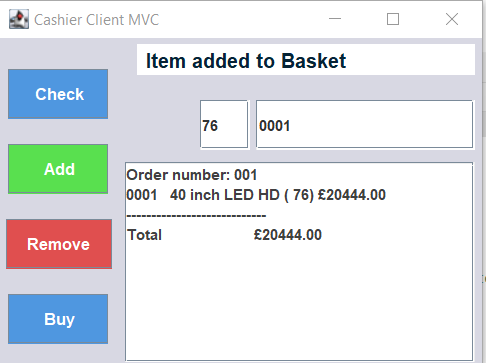 Cashier Client MVC
Item added to Basket
Check
76 0001
Add
Order number: 001
0001 40 inch LED HD ( 76) £20444.00
----------------------------
Total £20444.00
Remove
Buy